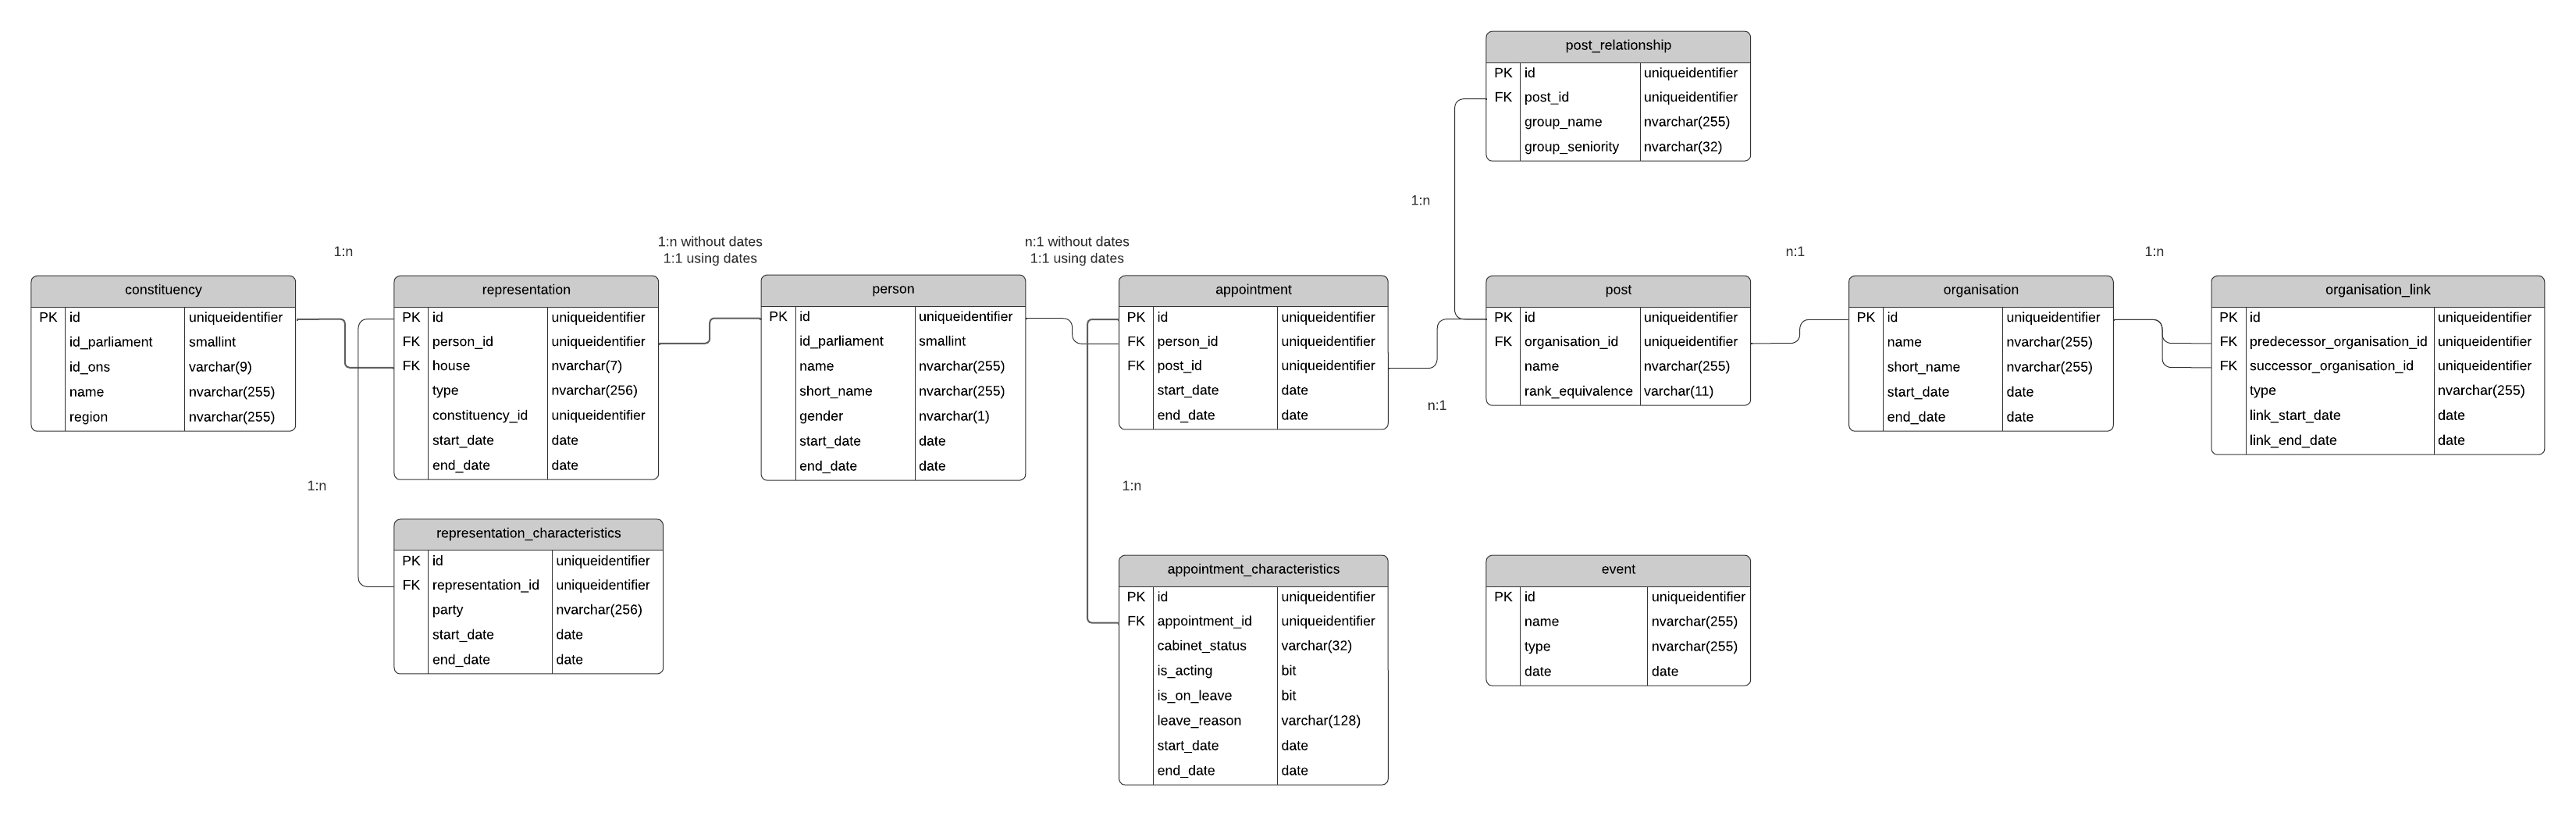 post_relationship
PK id uniqueidentifier
FK post_id uniqueidentifier
group_name nvarchar(255)
group_seniority nvarchar(32)
1:n
1:n
1:n without dates
1:1 using dates
n:1 without dates
1:1 using dates
n:1
1:n
constituency
PK id uniqueidentifier
id_parliament smallint
id_ons varchar(9)
name nvarchar(255)
region nvarchar(255)
representation
PK id uniqueidentifier
FK person_id uniqueidentifier
FK house nvarchar(7)
type nvarchar(256)
constituency_id uniqueidentifier
start_date date
end_date date
person
PK id uniqueidentifier
id_parliament smallint
name nvarchar(255)
short_name nvarchar(255)
gender nvarchar(1)
start_date date
end_date date
appointment
PK id uniqueidentifier
FK person_id uniqueidentifier
FK post_id uniqueidentifier
start_date date
end_date date
post
PK id uniqueidentifier
FK organisation_id uniqueidentifier
name nvarchar(255)
rank_equivalence varchar(11)
organisation
PK id uniqueidentifier
name nvarchar(255)
short_name nvarchar(255)
start_date date
end_date date
organisation_link
PK id uniqueidentifier
FK predecessor_organisation_id uniqueidentifier
FK successor_organisation_id uniqueidentifier
type nvarchar(255)
link_start_date date
link_end_date date
n:1
1:n
1:n
representation_characteristics
PK id uniqueidentifier
FK representation_id uniqueidentifier
party nvarchar(256)
start_date date
end_date date
appointment_characteristics
PK id uniqueidentifier
FK appointment_id uniqueidentifier
cabinet_status varchar(32)
is_acting bit
is_on_leave bit
leave_reason varchar(128)
start_date date
end_date date
event
PK id uniqueidentifier
name nvarchar(255)
type nvarchar(255)
date date